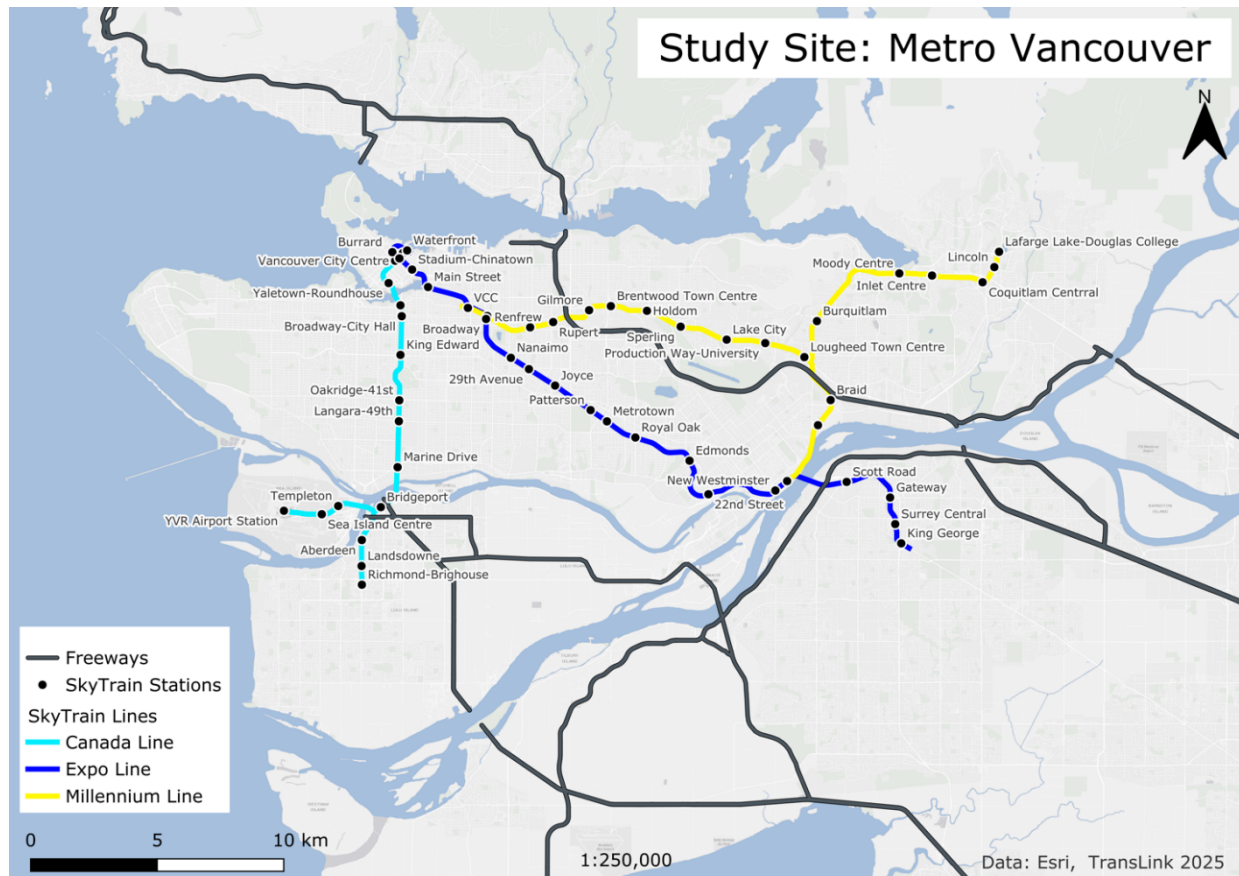 Study Site: Metro Vancouver
N
Burrard
Waterfront
Vancouver City Centre
Stadium-Chinatown
Main Street
Yaletown-Roundhouse
Broadway-City Hall
King Edward
Oakridge-41st
Langara-49th
Marine Drive
Bridgeport
Templeton
YVR Airport Station
Sea Island Centre
Aberdeen
Landsdowne
Richmond-Brighouse
VCC
Broadway
Renfrew
Rupert
Gilmore
Brentwood Town Centre
Holdom
Sperling
Lake City
Production Way-University
Lougheed Town Centre
Burquitlam
Moody Centre
Inlet Centre
Coquitlam Centrral
Lincoln
Lafarge Lake-Douglas College
Braid
Nanaimo
29th Avenue
Joyce
Patterson
Metrotown
Royal Oak
Edmonds
New Westminster
22nd Street
Scott Road
Gateway
Surrey Central
King George
Freeways
SkyTrain Stations
SkyTrain Lines
Canada Line
Expo Line
Millennium Line
0 5 10 km
1:250,000
Data: Esri, TransLink 2025